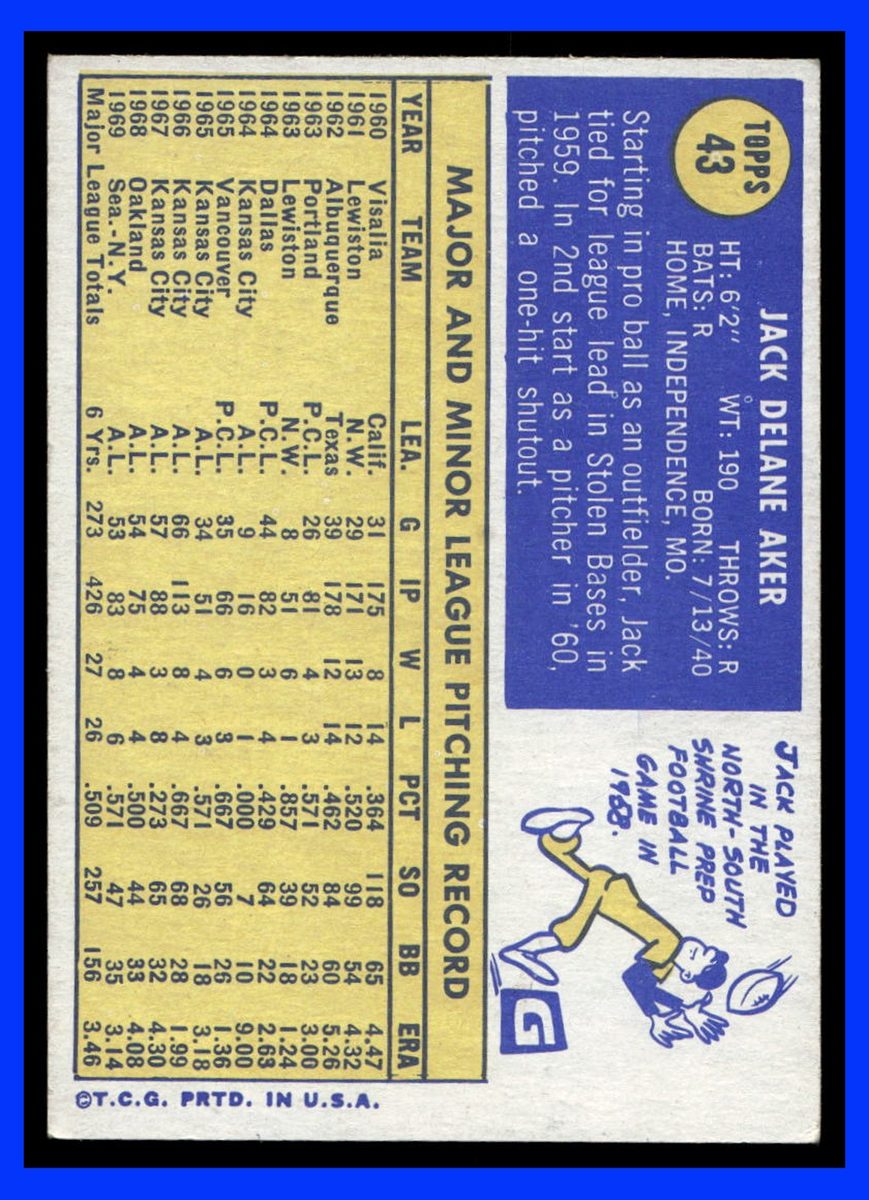 TOPPS
43
JACK DELANE AKER
HT: 6'2" WT: 190 THROWS: R
BATS: R BORN: 7/13/40
HOME, INDEPENDENCE, MO.
Starting in pro ball as an outfielder, Jack
tied for league lead in Stolen Bases in
1959. In 2nd start as a pitcher in '60,
pitched a one-hit shutout.
JACK PLAYED
IN THE
NORTH-SOUTH
SHRINE PREP
FOOTBALL
GAME IN
1958.
G
MAJOR AND MINOR LEAGUE PITCHING RECORD
YEAR TEAM LEA. G IP W L PCT SO BB ERA
1960 Visalia Calif. 31 175 8 14 .364 118 65 4.47
1961 Lewiston N.W. 29 171 13 12 .520 99 54 4.32
1962 Albuquerque Texas 39 178 12 14 .462 84 60 5.26
1963 Portland P.C.L. 26 81 4 3 .571 52 23 3.00
1963 Lewiston N.W. 8 51 6 1 .857 39 18 1.24
1964 Dallas P.C.L. 44 82 3 4 .429 64 22 2.63
1964 Kansas City A.L. 9 16 0 1 .000 7 10 9.00
1965 Vancouver P.C.L. 35 66 6 3 .667 56 26 1.36
1965 Kansas City A.L. 34 51 4 3 .571 26 18 3.18
1966 Kansas City A.L. 66 113 8 4 .667 68 28 1.99
1967 Kansas City A.L. 57 88 3 8 .273 65 32 4.30
1968 Oakland A.L. 54 75 4 4 .500 44 33 4.08
1969 Sea.-N.Y. A.L. 53 83 8 6 .571 47 35 3.14
Major League Totals 6 Yrs. 273 426 27 26 .509 257 156 3.46
©T.C.G. PRTD. IN U.S.A.